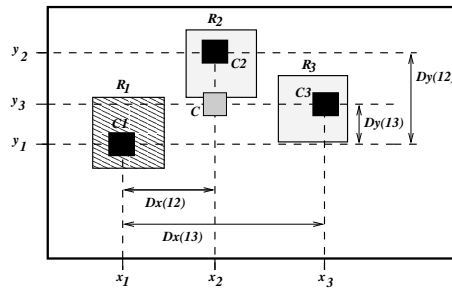 R2
y2
C2
Dy(12)
R1
R3
y3
C
C3
C1
Dy(13)
y1
Dx(12)
Dx(13)
x1
x2
x3